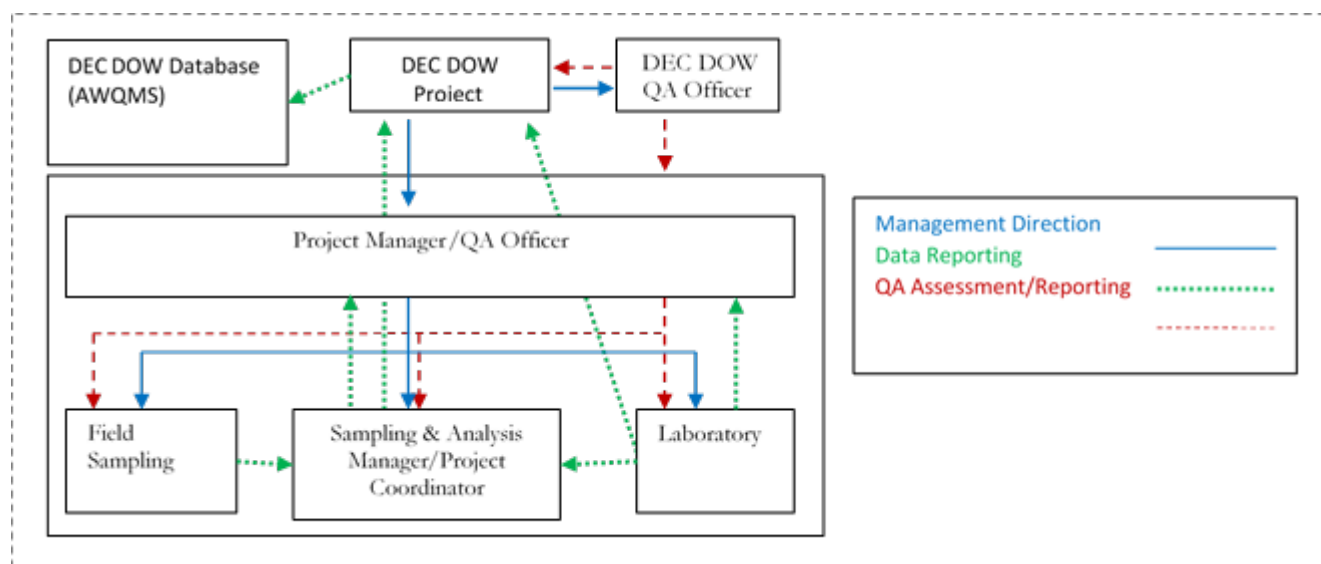 DEC DOW Database
(AWQMS)
DEC DOW
Project
DEC DOW
QA Officer
Project Manager/QA Officer
Management Direction
Data Reporting
QA Assessment/Reporting
Field
Sampling
Sampling & Analysis
Manager/Project
Coordinator
Laboratory